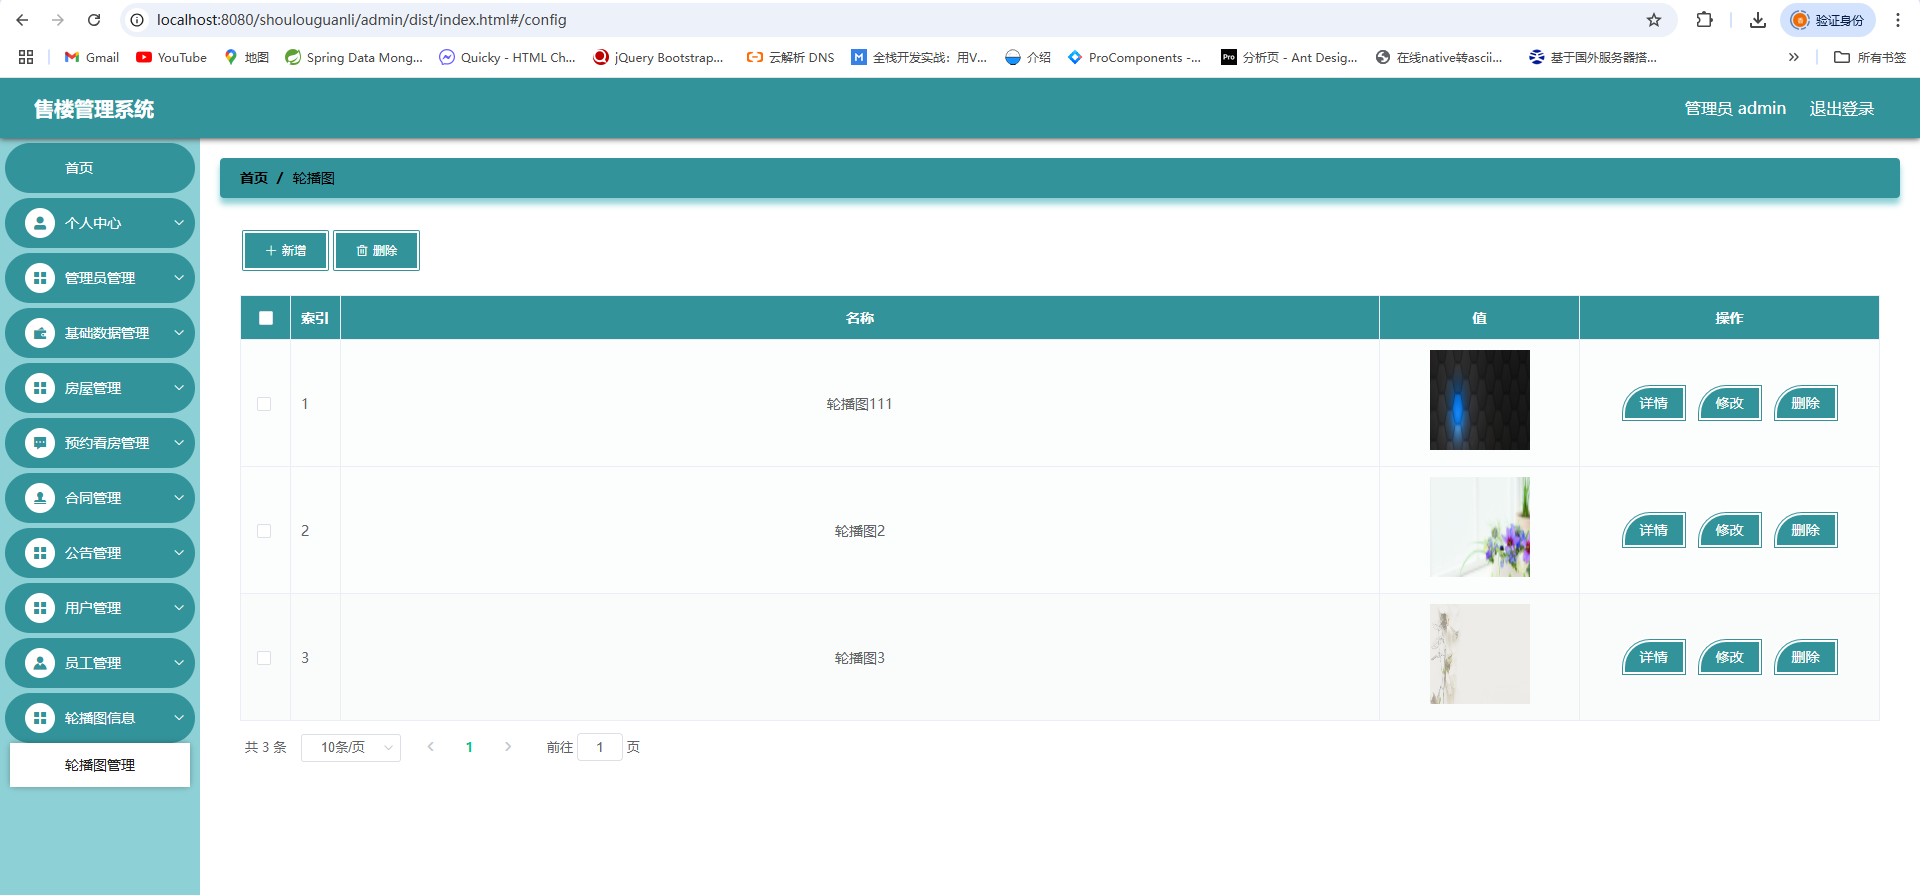 localhost:8080/shoulouguanli/admin/dist/index.html#/config
验证身份
Gmail YouTube 地图 Spring Data Mong... Quicky - HTML Ch... jQuery Bootstrap... 云解析 DNS 全栈开发实战：用V... 介绍 ProComponents -... Pro 分析页 - Ant Desig... 在线native转ascii... 基于国外服务器搭... » 所有书签
售楼管理系统
管理员 admin 退出登录
首页
个人中心
管理员管理
基础数据管理
房屋管理
预约看房管理
合同管理
公告管理
用户管理
员工管理
轮播图信息
轮播图管理
首页 / 轮播图
新增 删除
索引 名称 值 操作
1 轮播图111 详情 修改 删除
2 轮播图2 详情 修改 删除
3 轮播图3 详情 修改 删除
共 3 条 10条/页 1 前往 1 页